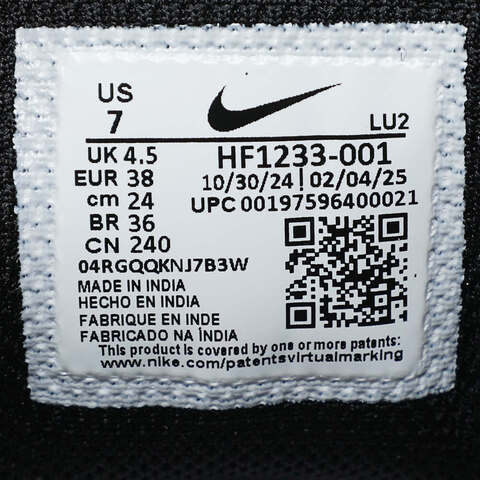 US
7
LU2
UK 4.5
HF1233-001
EUR 38
10/30/24 | 02/04/25
cm 24
UPC 00197596400021
BR 36
CN 240
04RGQQKNJ7B3W
MADE IN INDIA
HECHO EN INDIA
FABRIQUE EN INDE
FABRICADO NA ÍNDIA
This product is covered by one or more patents:
www.nike.com/patentsvirtualmarking